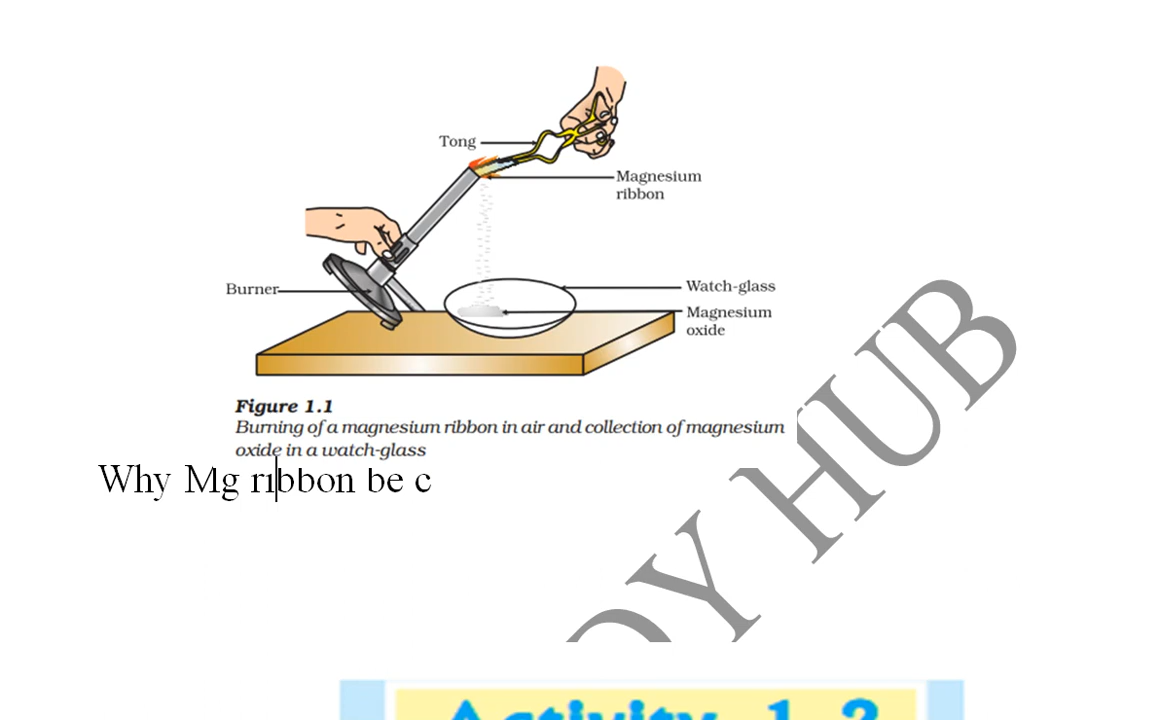 Tong
Magnesium
ribbon
Burner
Watch-glass
Magnesium
oxide
Figure 1.1
Burning of a magnesium ribbon in air and collection of magnesium
oxide in a watch-glass
Why Mg ribbon be c
HUB